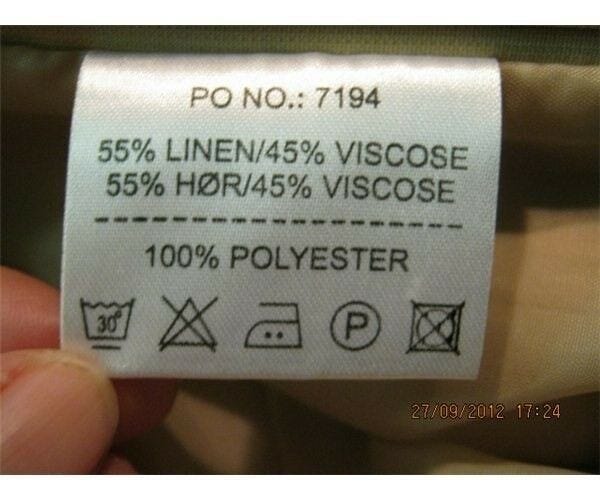 PO NO.: 7194
55% LINEN/45% VISCOSE
55% HØR/45% VISCOSE
100% POLYESTER
30°
P
27/09/2012 17:24